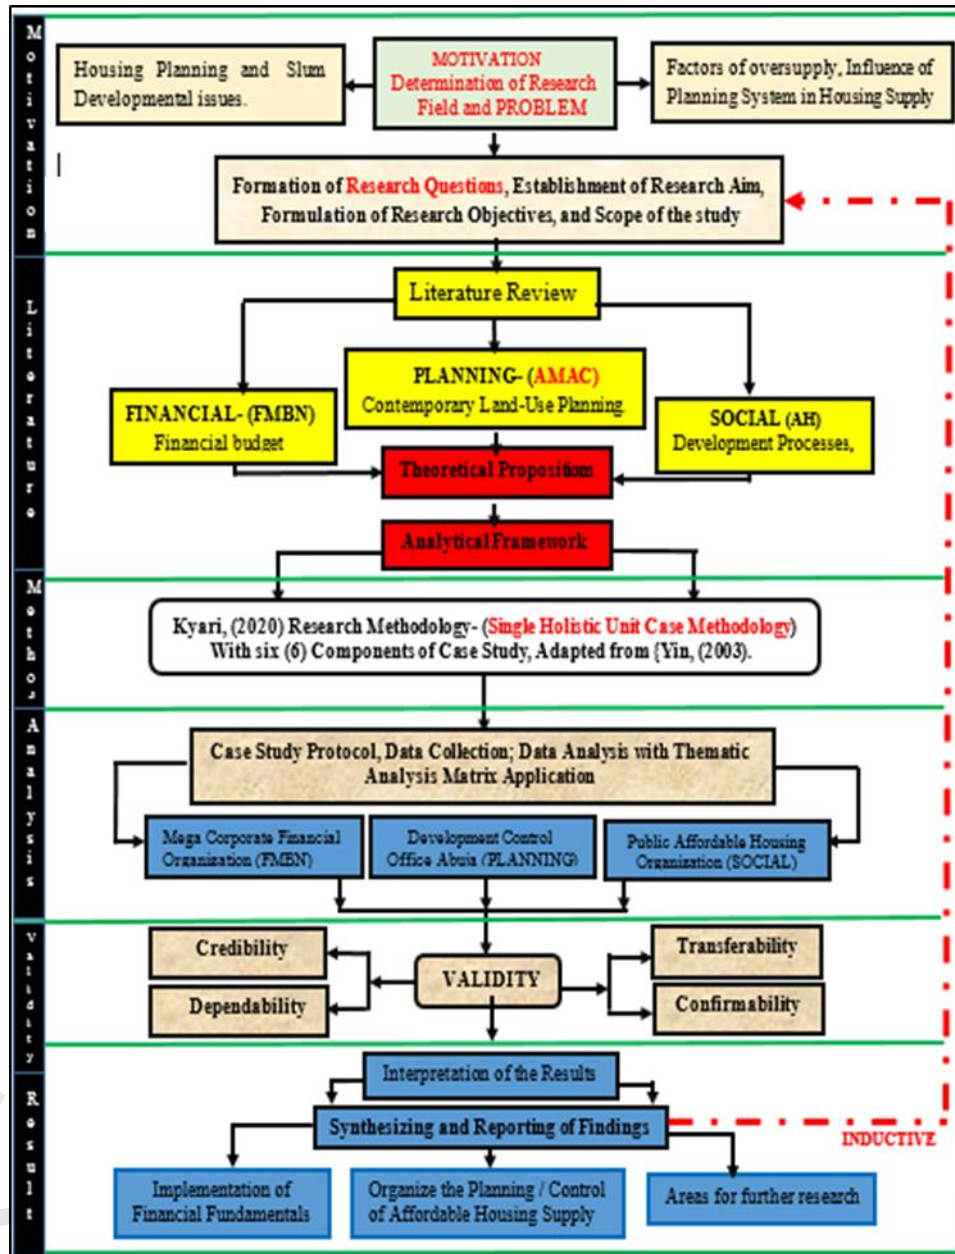 Motivation
Housing Planning and Slum
Developmental issues.
MOTIVATION
Determination of Research
Field and PROBLEM
Factors of oversupply, Influence of
Planning System in Housing Supply
Formation of Research Questions, Establishment of Research Aim,
Formulation of Research Objectives, and Scope of the study
Literature
Literature Review
FINANCIAL- (FMBN)
Financial budget
PLANNING- (AMAC)
Contemporary Land-Use Planning.
SOCIAL (AH)
Development Processes,
Theoretical Propositions
Analytical Framework
Kyari, (2020) Research Methodology- (Single Holistic Unit Case Methodology)
With six (6) Components of Case Study, Adapted from {Yin, (2003).
Analysis
Case Study Protocol, Data Collection; Data Analysis with Thematic
Analysis Matrix Application
Mega Corporate Financial
Organization (FMBN)
Development Control
Office Abuja (PLANNING)
Public Affordable Housing
Organization (SOCIAL)
Credibility
Dependability
VALIDITY
Transferability
Confirmability
Result
Interpretation of the Results
Synthesizing and Reporting of Findings
INDUCTIVE
Implementation of
Financial Fundamentals
Organize the Planning / Control
of Affordable Housing Supply
Areas for further research